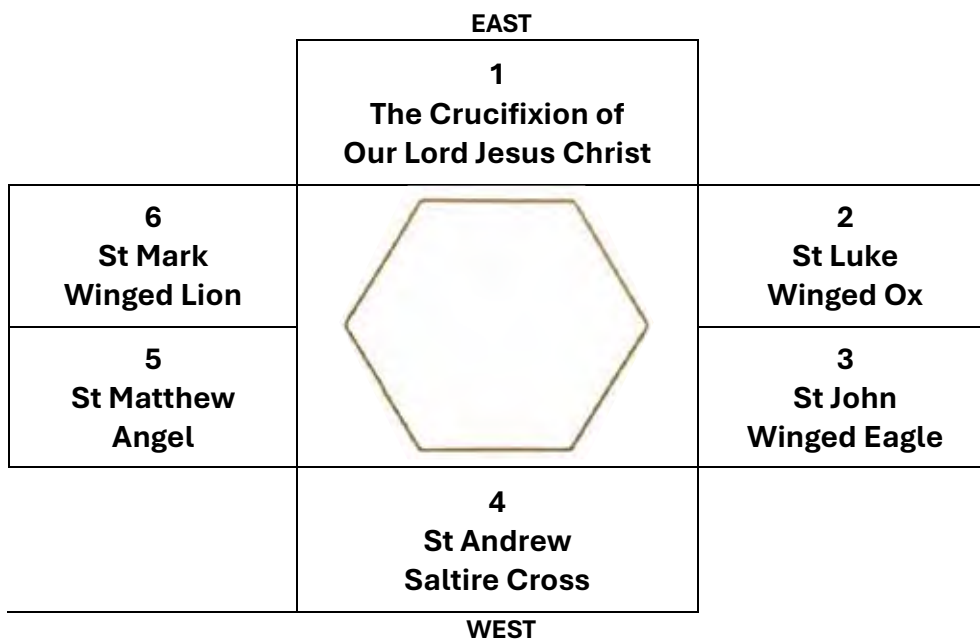 EAST
1
The Crucifixion of
Our Lord Jesus Christ
6
St Mark
Winged Lion
2
St Luke
Winged Ox
5
St Matthew
Angel
3
St John
Winged Eagle
4
St Andrew
Saltire Cross
WEST